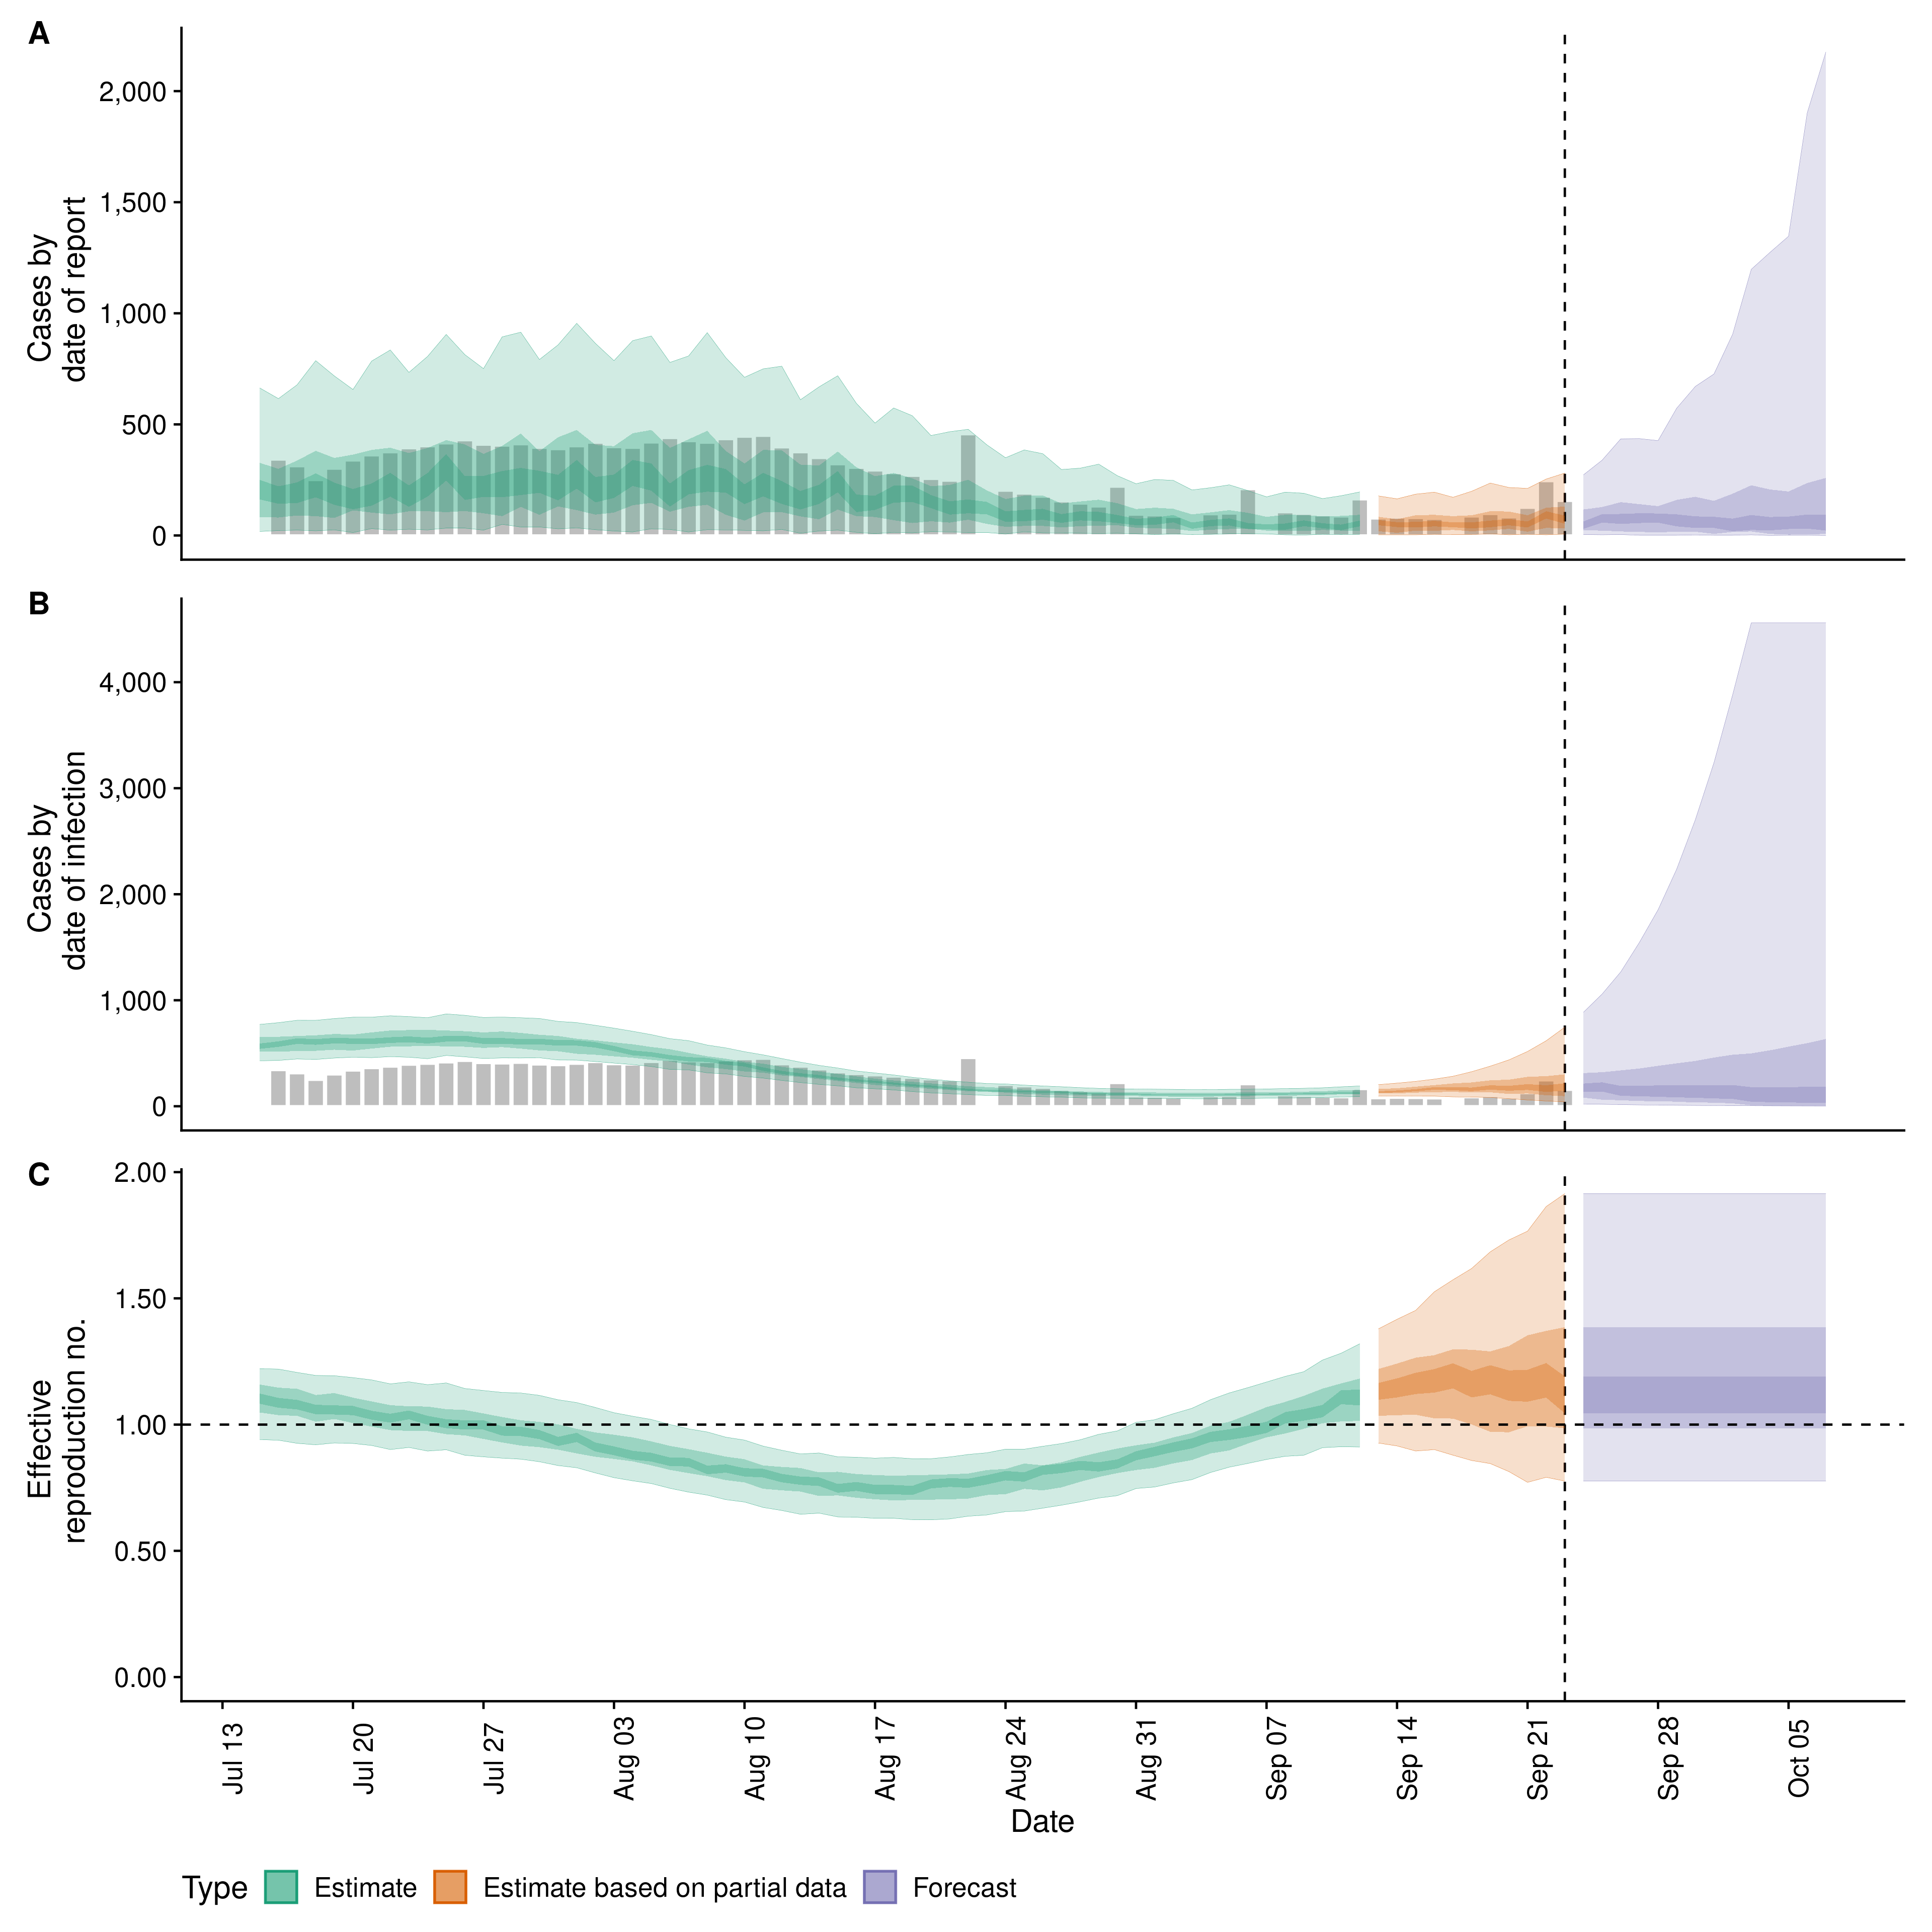 A
Cases by
date of report
2,000
1,500
1,000
500
0
B
Cases by
date of infection
4,000
3,000
2,000
1,000
0
C
Effective
reproduction no.
2.00
1.50
1.00
0.50
0.00
Jul 13
Jul 20
Jul 27
Aug 03
Aug 10
Aug 17
Aug 24
Aug 31
Sep 07
Sep 14
Sep 21
Sep 28
Oct 05
Date
Type Estimate Estimate based on partial data Forecast